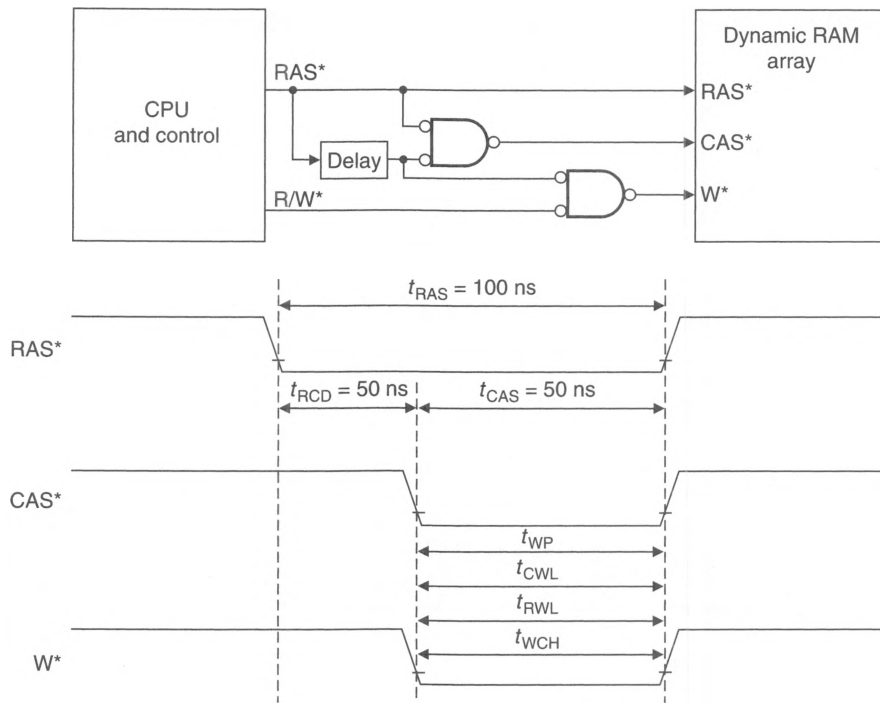 CPU
and control
RAS*
Delay
R/W*
Dynamic RAM
array
RAS*
CAS*
W*
t_RAS = 100 ns
RAS*
t_RCD = 50 ns
t_CAS = 50 ns
CAS*
t_WP
t_CWL
t_RWL
t_WCH
W*